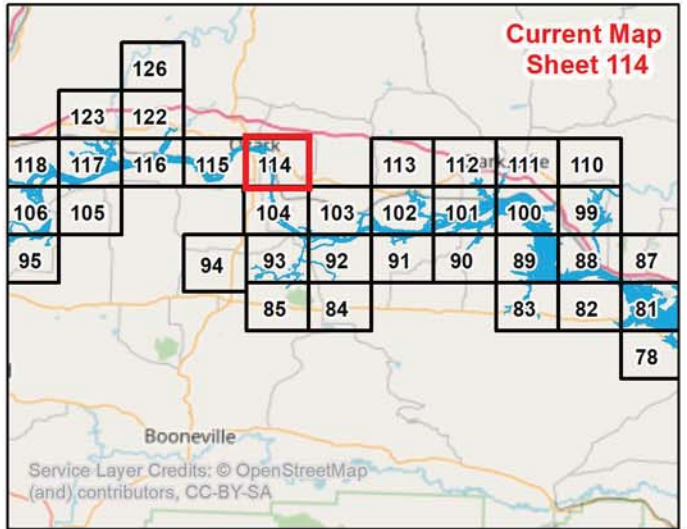 Current Map
Sheet 114
126
123 122
118 117 116 115 114 113 112 111 110
Ozark
106 105 104 103 102 101 100 99
95 94 93 92 91 90 89 88 87
85 84 83 82 81
78
Booneville
Service Layer Credits: © OpenStreetMap
(and) contributors, CC-BY-SA